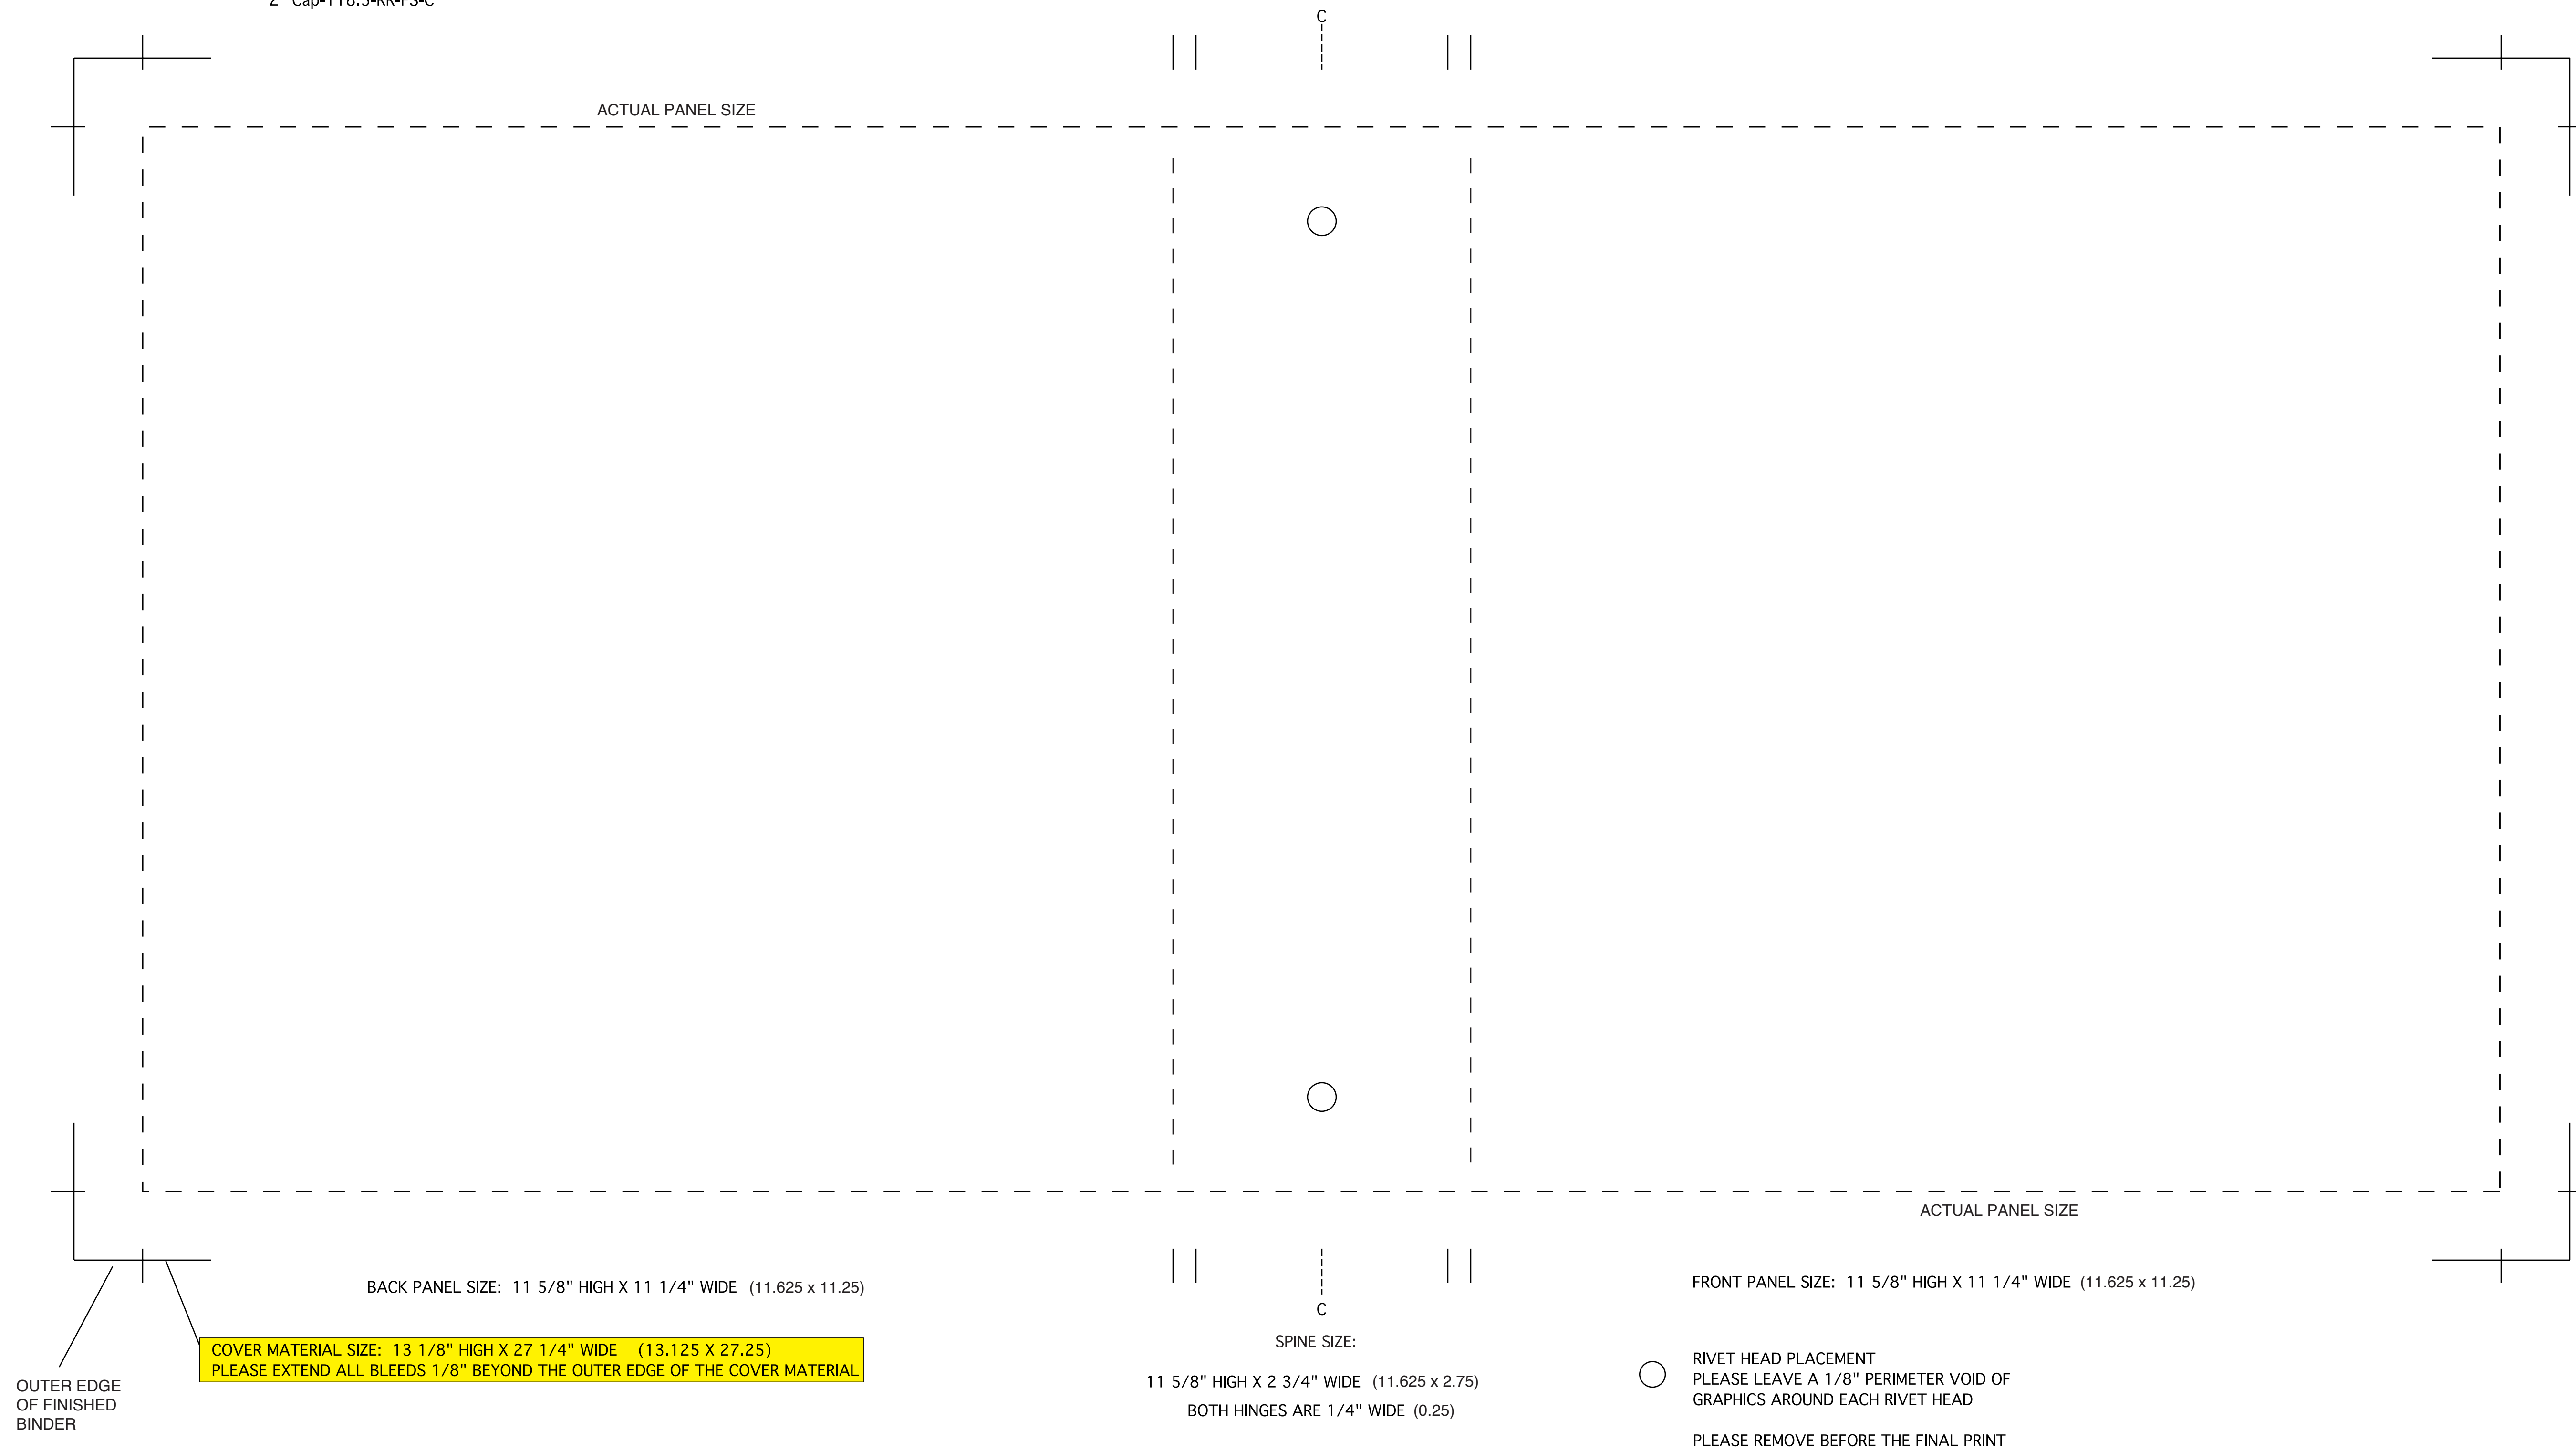 C
ACTUAL PANEL SIZE
ACTUAL PANEL SIZE
BACK PANEL SIZE: 11 5/8" HIGH X 11 1/4" WIDE (11.625 x 11.25)
COVER MATERIAL SIZE: 13 1/8" HIGH X 27 1/4" WIDE (13.125 X 27.25)
PLEASE EXTEND ALL BLEEDS 1/8" BEYOND THE OUTER EDGE OF THE COVER MATERIAL
OUTER EDGE
OF FINISHED
BINDER
C
SPINE SIZE:
11 5/8" HIGH X 2 3/4" WIDE (11.625 x 2.75)
BOTH HINGES ARE 1/4" WIDE (0.25)
FRONT PANEL SIZE: 11 5/8" HIGH X 11 1/4" WIDE (11.625 x 11.25)
RIVET HEAD PLACEMENT
PLEASE LEAVE A 1/8" PERIMETER VOID OF
GRAPHICS AROUND EACH RIVET HEAD
PLEASE REMOVE BEFORE THE FINAL PRINT